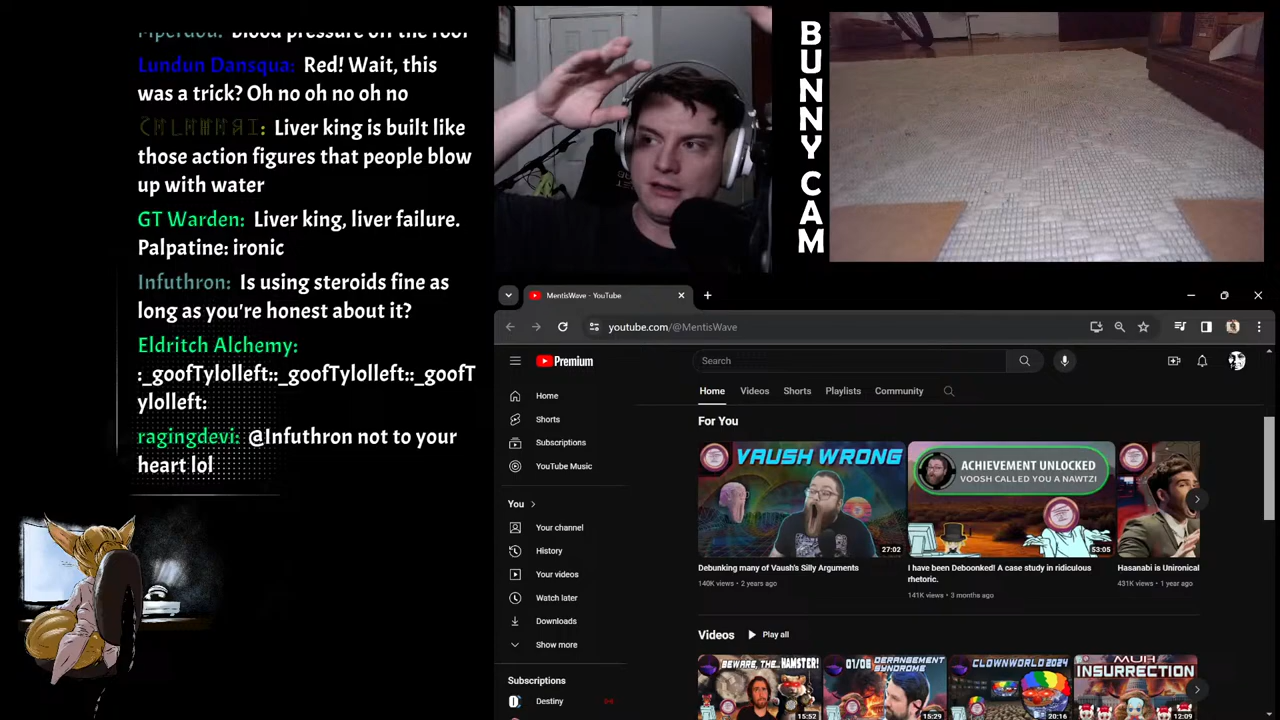 Blood pressure off the roof
Lundun Dansqua: Red! Wait, this
was a trick? Oh no oh no oh no
Liver king is built like
those action figures that people blow
up with water
GT Warden: Liver king, liver failure.
Palpatine: ironic
Infuthron: Is using steroids fine as
long as you're honest about it?
Eldritch Alchemy:
:_goofTylolleft::_goofTylolleft::_goofT
ylolleft:
ragingdevi: @Infuthron not to your
heart lol
BUNNY CAM
MentisWave - YouTube
youtube.com/@MentisWave
Premium
Search
Home
Videos
Shorts
Playlists
Community
Home
Shorts
Subscriptions
YouTube Music
You
Your channel
History
Your videos
Watch later
Downloads
Show more
Subscriptions
Destiny
For You
VAUSH WRONG
27:02
Debunking many of Vaush's Silly Arguments
140K views • 2 years ago
ACHIEVEMENT UNLOCKED
VOOSH CALLED YOU A NAWTZI
53:05
I have been Deboonked! A case study in ridiculous
rhetoric.
141K views • 3 months ago
Hasanabi is Unironical
431K views • 1 year ago
Videos
Play all
BEWARE, THE... HAMSTER!
15:52
01/06
DERANGEMENT
SYNDROME
15:29
CLOWNWORLD 2024
20:16
MUH
INSURRECTION
12:09